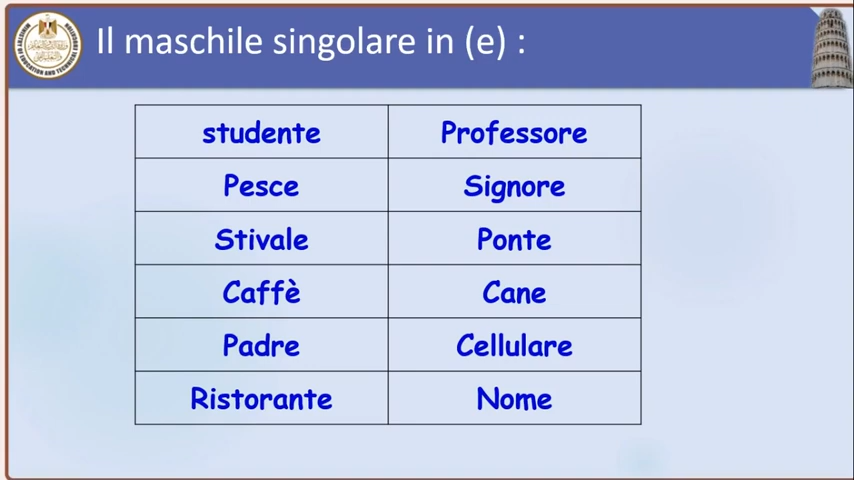 Il maschile singolare in (e) :
studente Professore
Pesce Signore
Stivale Ponte
Caffè Cane
Padre Cellulare
Ristorante Nome